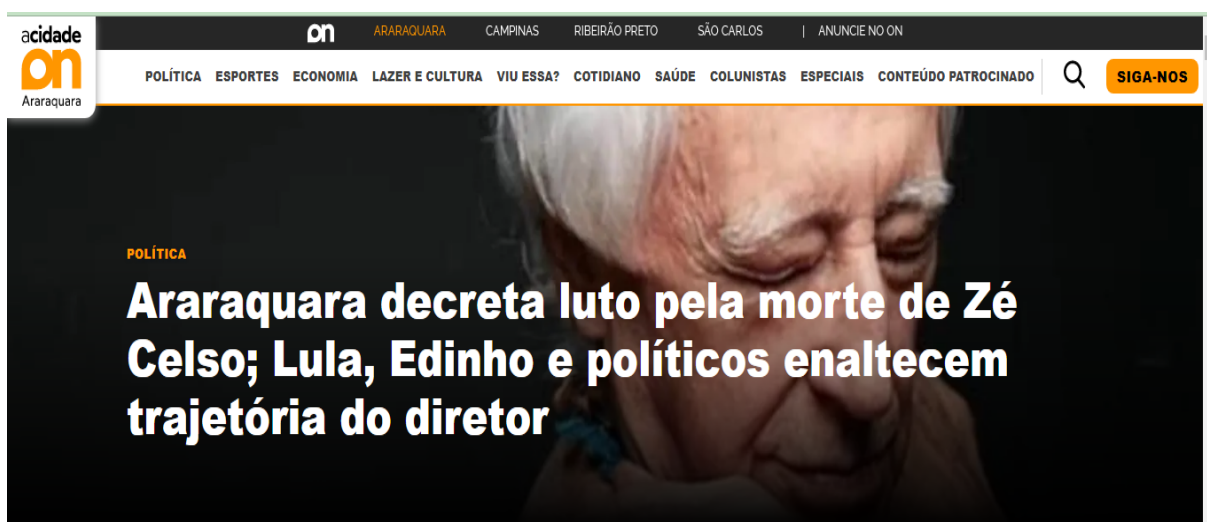 acidade
on
Araraquara
on ARARAQUARA CAMPINAS RIBEIRÃO PRETO SÃO CARLOS | ANUNCIE NO ON
POLÍTICA ESPORTES ECONOMIA LAZER E CULTURA VIU ESSA? COTIDIANO SAÚDE COLUNISTAS ESPECIAIS CONTEÚDO PATROCINADO SIGA-NOS
POLÍTICA
Araraquara decreta luto pela morte de Zé
Celso; Lula, Edinho e políticos enaltecem
trajetória do diretor